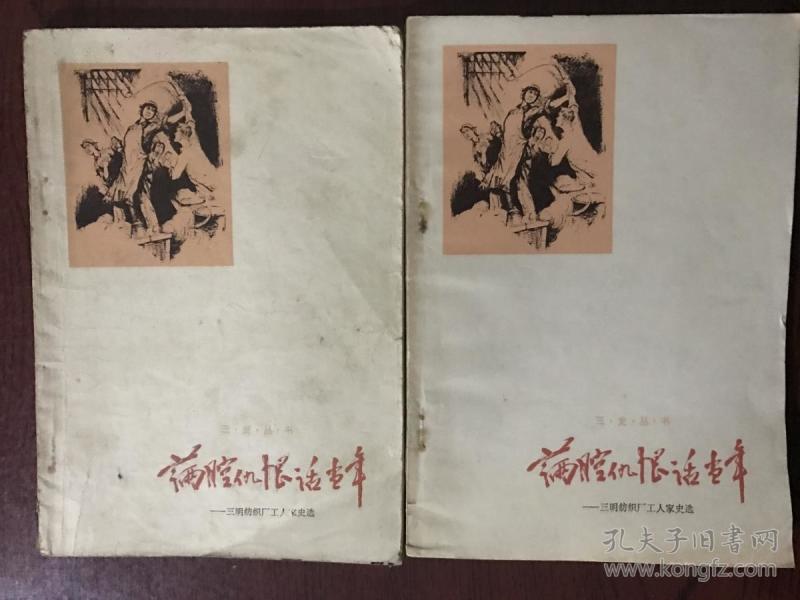 三·史·丛·书
满腔仇恨话当年
——三明纺织厂工人家史选
三·史·丛·书
满腔仇恨话当年
——三明纺织厂工人家史选
孔夫子旧书网
www.kongfz.com